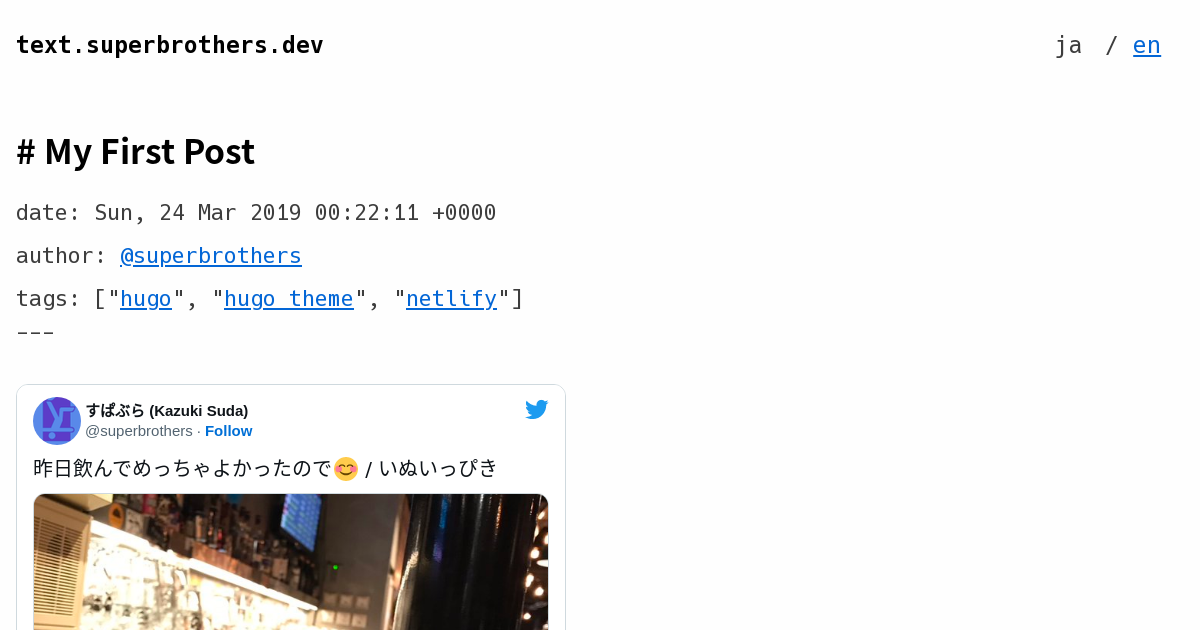 text.superbrothers.dev
ja / en
# My First Post
date: Sun, 24 Mar 2019 00:22:11 +0000
author: @superbrothers
tags: ["hugo", "hugo theme", "netlify"]
---
すぱぶら (Kazuki Suda)
@superbrothers · Follow
昨日飲んでめっちゃよかったので😊 / いぬいっぴき